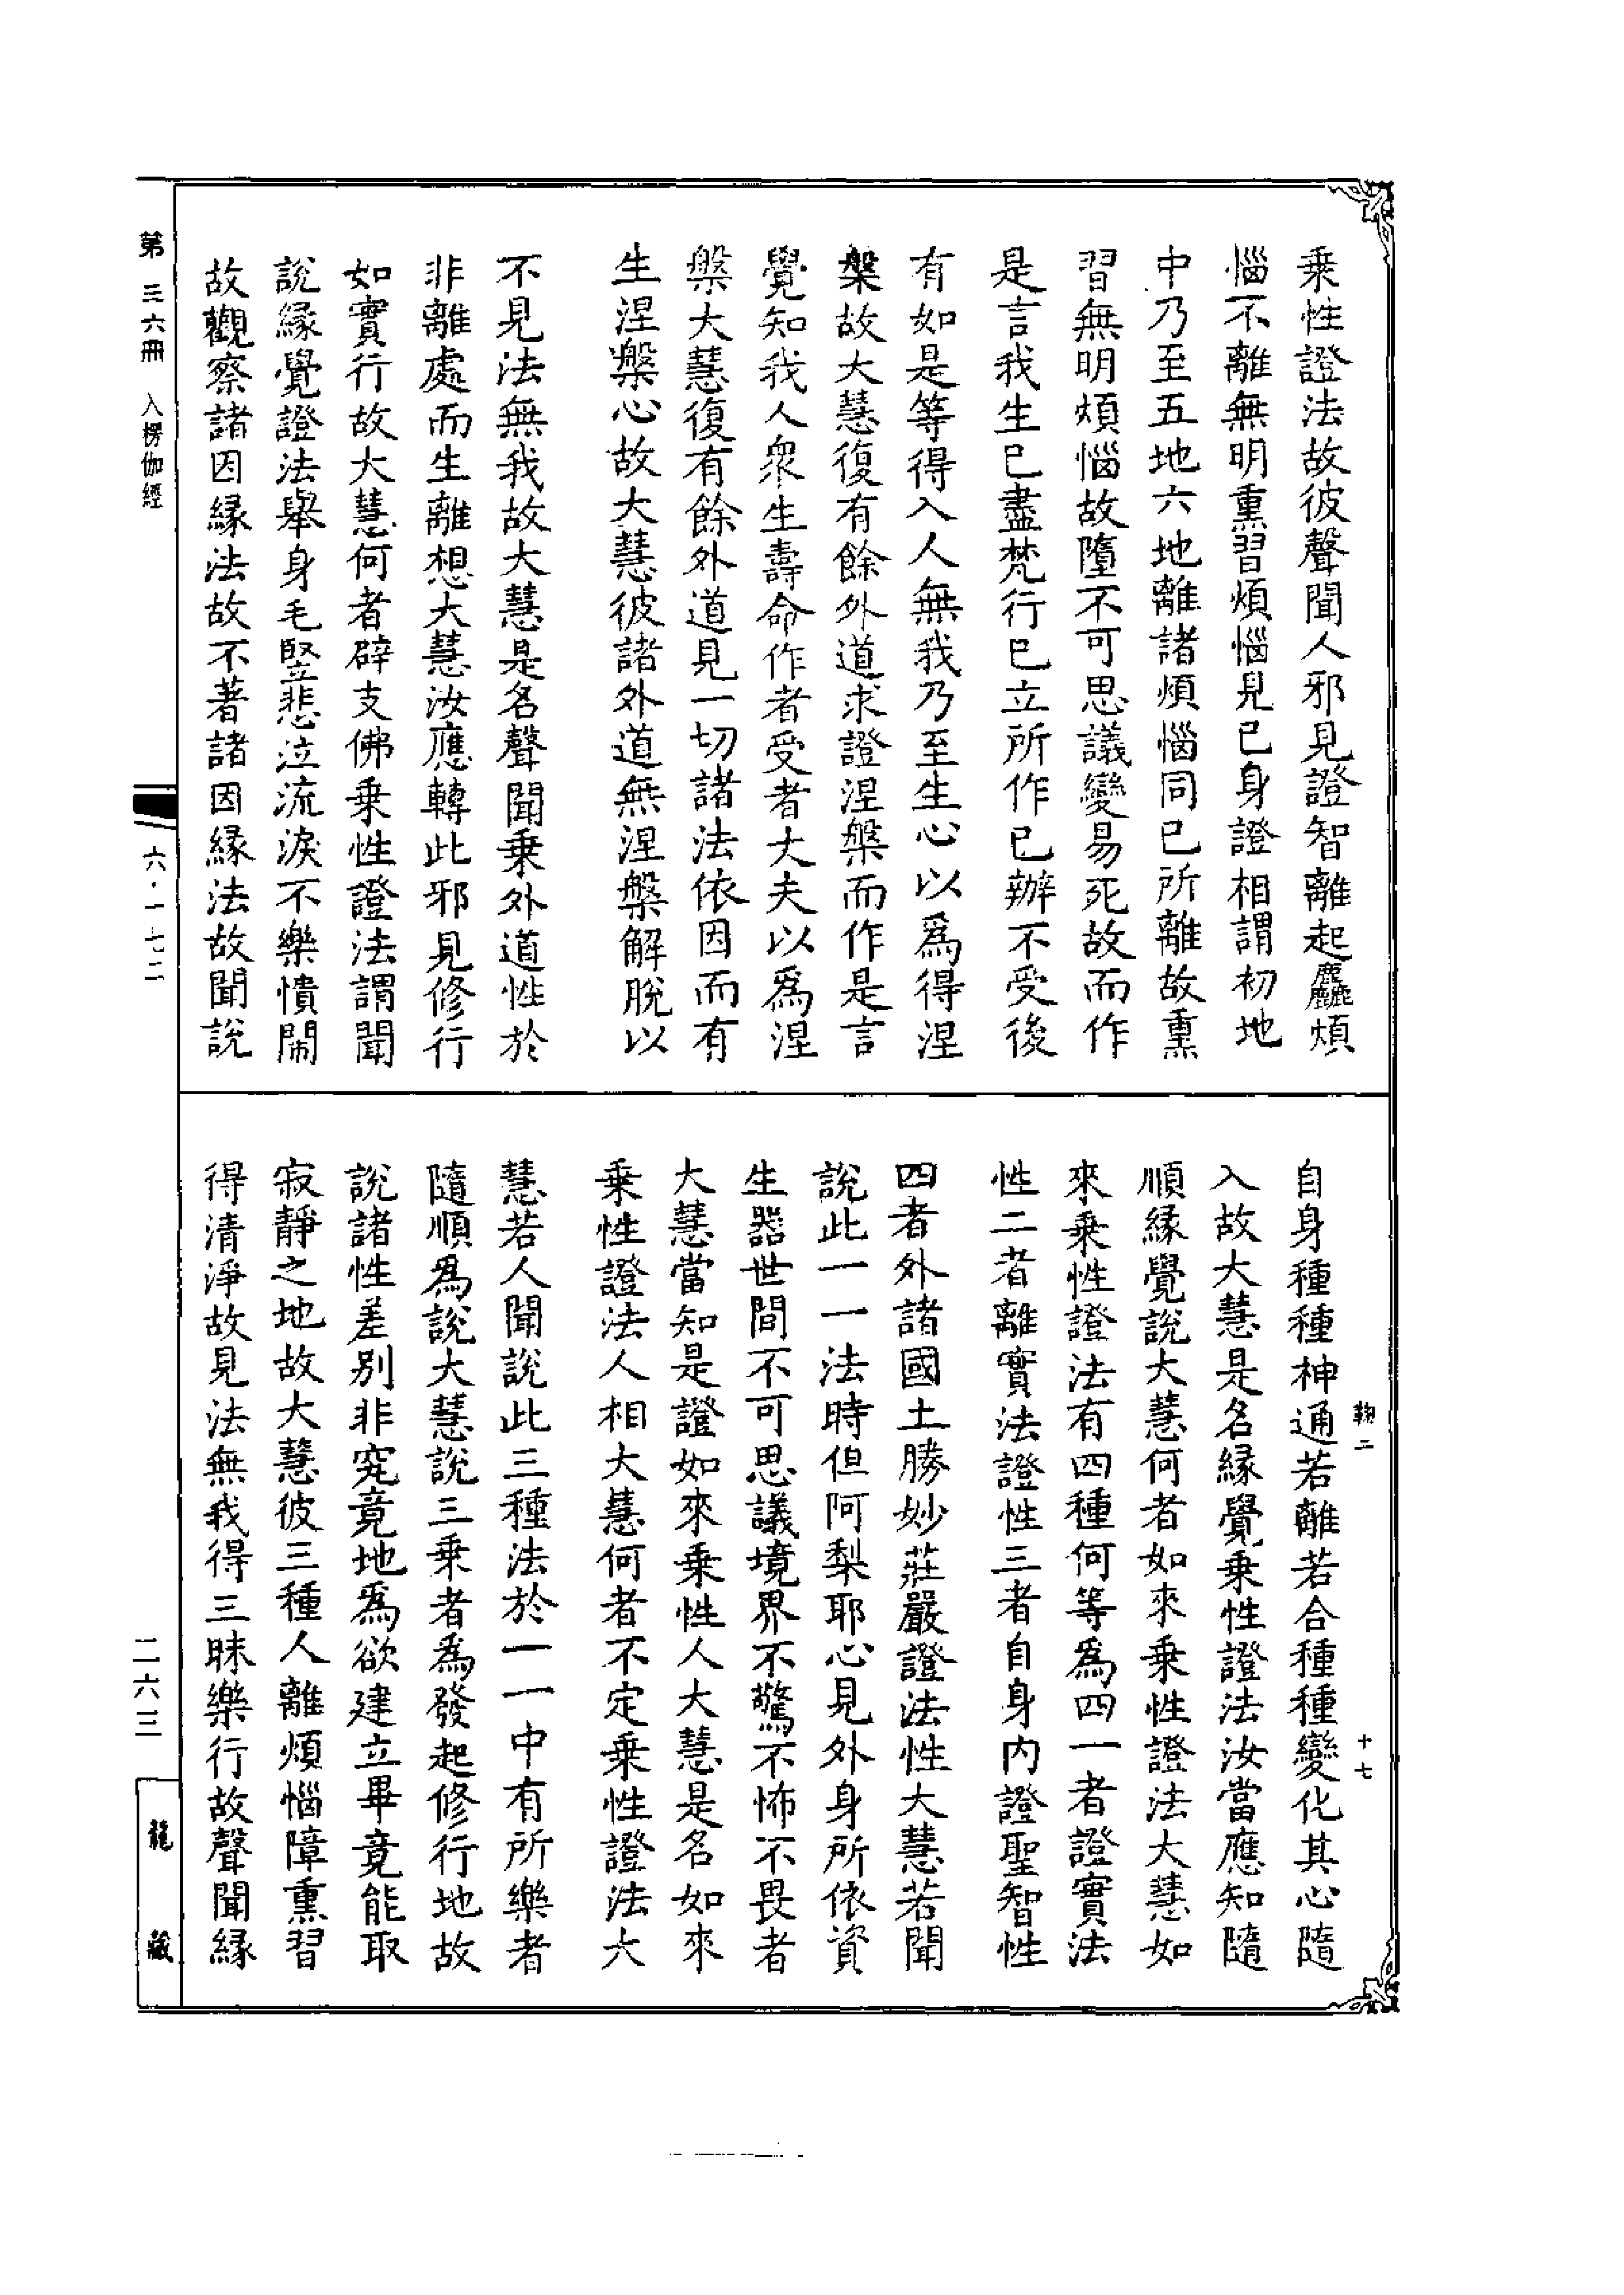 乘性證法故彼聲聞人邪見證智離起麤煩
惱不離無明熏習煩惱見已身證相謂初地
中乃至五地六地離諸煩惱同已所離故熏
習無明煩惱故墮不可思議變易死故而作
是言我生已盡梵行已立所作已辦不受後
有如是等得入人無我乃至生心以為得涅
槃故大慧復有餘外道求證涅槃而作是言
覺知我人衆生壽命作者受者丈夫以為涅
槃大慧復有餘外道見一切諸法依因而有
生涅槃心故大慧彼諸外道無涅槃解脫以
不見法無我故大慧是名聲聞乘外道性於
非離處而生離想大慧汝應轉此邪見修行
如實行故大慧何者辟支佛乘性證法謂聞
說緣覺證法舉身毛竪悲泣流淚不樂憒閙
故觀察諸因緣法故不著諸因緣法故聞說
自身種種神通若離若合種種變化其心隨
入故大慧是名緣覺乘性證法汝當應知隨
順緣覺說大慧何者如來乘性證法大慧如
來乘性證法有四種何等為四一者證實法
性二者離實法證性三者自身內證聖智性
四者外諸國土勝妙莊嚴證法性大慧若聞
說此一一法時但阿梨耶心見外身所依資
生器世間不可思議境界不驚不怖不畏者
大慧當知是證如來乘性人大慧是名如來
乘性證法人相大慧何者不定乘性證法大
慧若人聞說此三種法於一一中有所樂者
隨順為說大慧說三乘者為發起修行地故
說諸性差別非究竟地為欲建立畢竟能取
寂靜之地故大慧彼三種人離煩惱障熏習
得清淨故見法無我得三昧樂行故聲聞緣
鞠二
十七
第三六冊 入楞伽經
六·一七二
二六三
龍藏